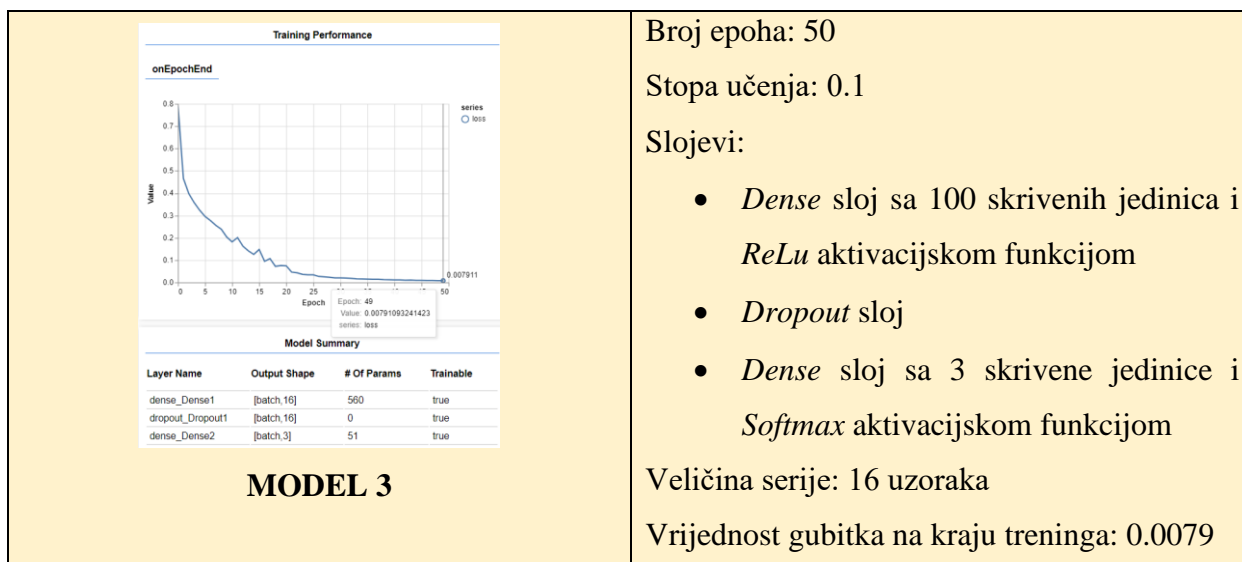 Training Performance
onEpochEnd
0.8
0.7
0.6
0.5
0.4
0.3
0.2
0.1
0.0
Value
0 5 10 15 20 25 50
Epoch
series
loss
0.007911
Epoch: 49
Value: 0.00791093241423
series: loss
Model Summary
Layer Name Output Shape # Of Params Trainable
dense_Dense1 [batch,16] 560 true
dropout_Dropout1 [batch,16] 0 true
dense_Dense2 [batch,3] 51 true
MODEL 3
Broj epoha: 50
Stopa učenja: 0.1
Slojevi:
• Dense sloj sa 100 skrivenih jedinica i
ReLu aktivacijskom funkcijom
• Dropout sloj
• Dense sloj sa 3 skrivene jedinice i
Softmax aktivacijskom funkcijom
Veličina serije: 16 uzoraka
Vrijednost gubitka na kraju treninga: 0.0079